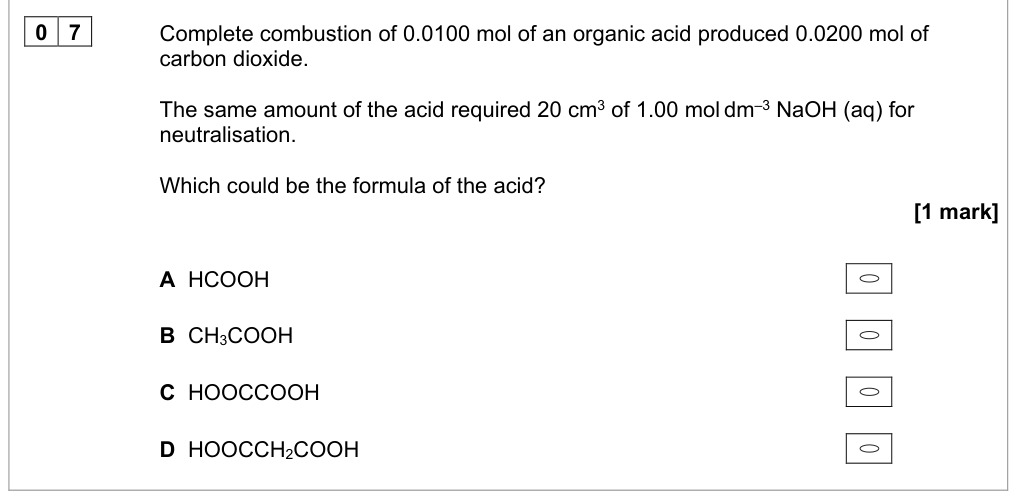 0 7 Complete combustion of 0.0100 mol of an organic acid produced 0.0200 mol of
carbon dioxide.
The same amount of the acid required 20 cm³ of 1.00 mol dm⁻³ NaOH (aq) for
neutralisation.
Which could be the formula of the acid?
[1 mark]
A HCOOH
B CH₃COOH
C HOOCCOOH
D HOOCCH₂COOH